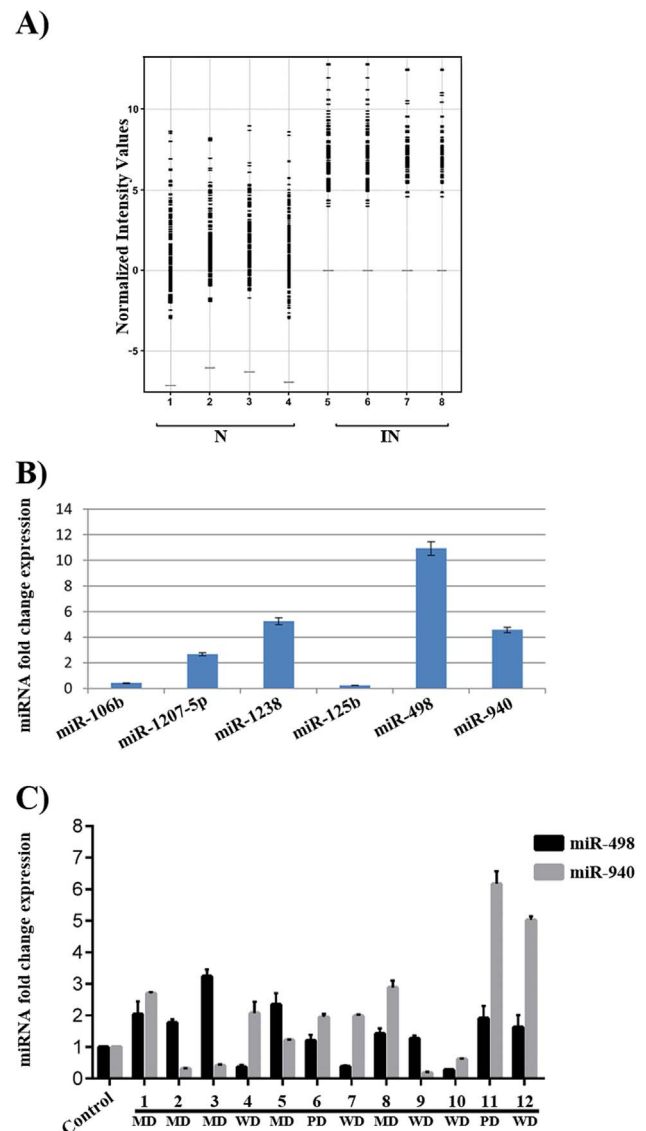 A)
Normalized Intensity Values
10
5
0
-5
1 2 3 4 5 6 7 8
N IN
B)
miRNA fold change expression
14
12
10
8
6
4
2
0
miR-106b miR-1207-5p miR-1238 miR-125b miR-498 miR-940
C)
miRNA fold change expression
8
7
6
5
4
3
2
1
0
miR-498
miR-940
Control 1 2 3 4 5 6 7 8 9 10 11 12
MD MD MD WD MD PD WD MD WD WD PD WD